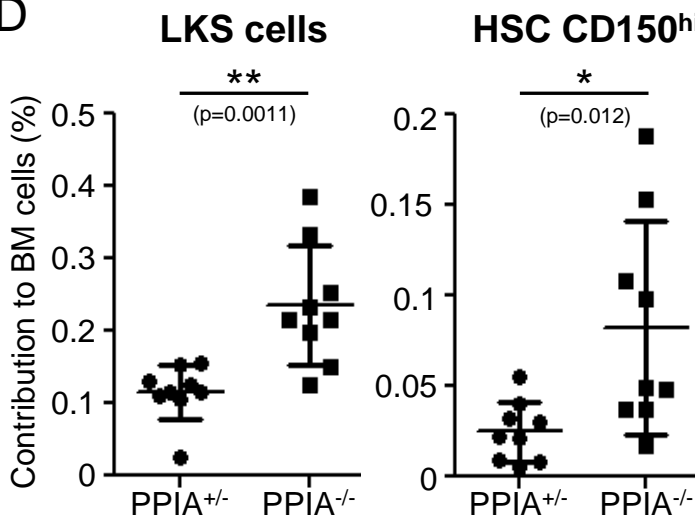 D
LKS cells
HSC CD150hi
**
*
(p=0.0011)
(p=0.012)
Contribution to BM cells (%)
0.5
0.4
0.3
0.2
0.1
0
0.2
0.15
0.1
0.05
0
PPIA+/-
PPIA-/-
PPIA+/-
PPIA-/-